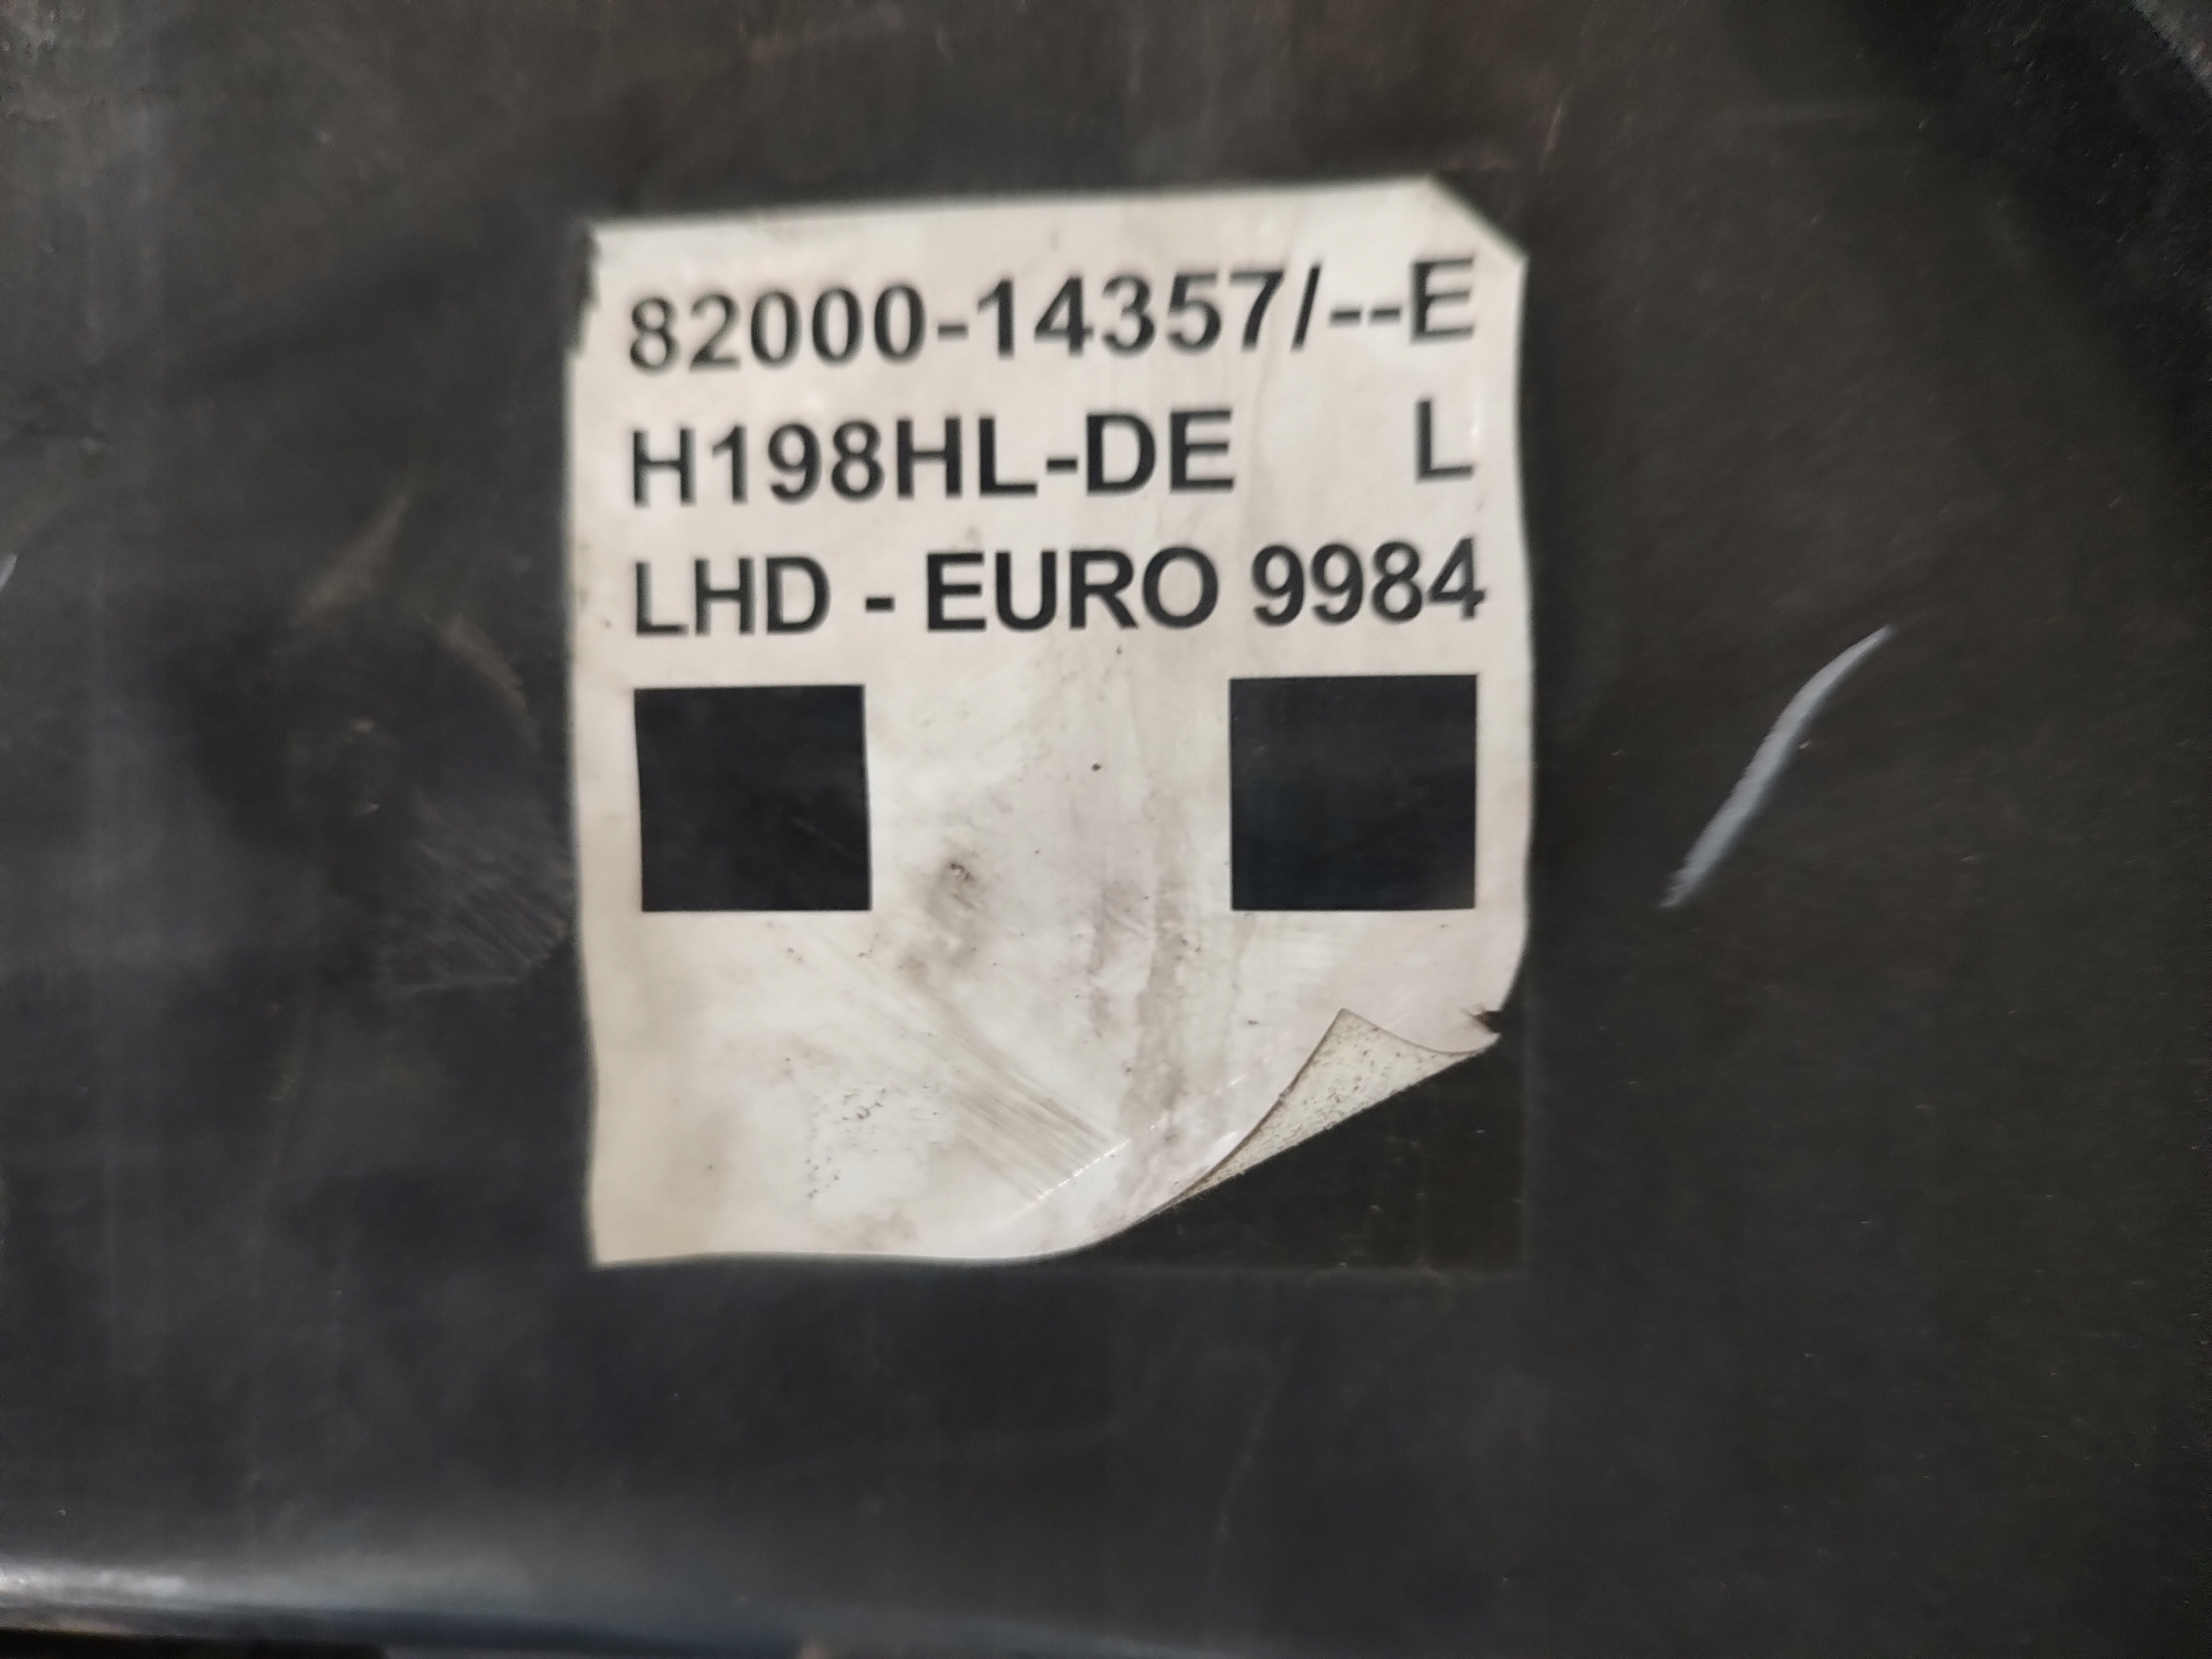 82000-14357/--E
H198HL-DE L
LHD - EURO 9984